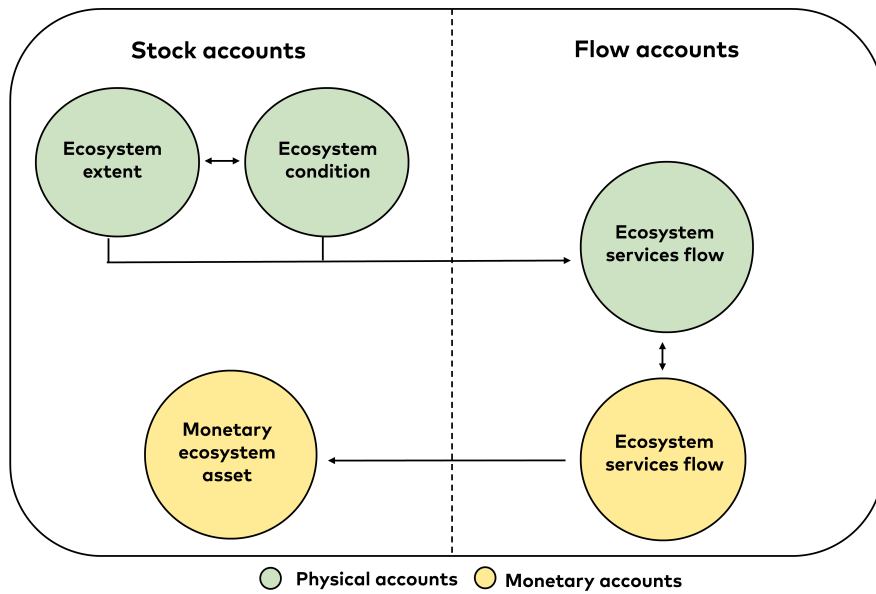 Stock accounts
Flow accounts
Ecosystem
extent
Ecosystem
condition
Ecosystem
services flow
Monetary
ecosystem
asset
Ecosystem
services flow
Physical accounts
Monetary accounts